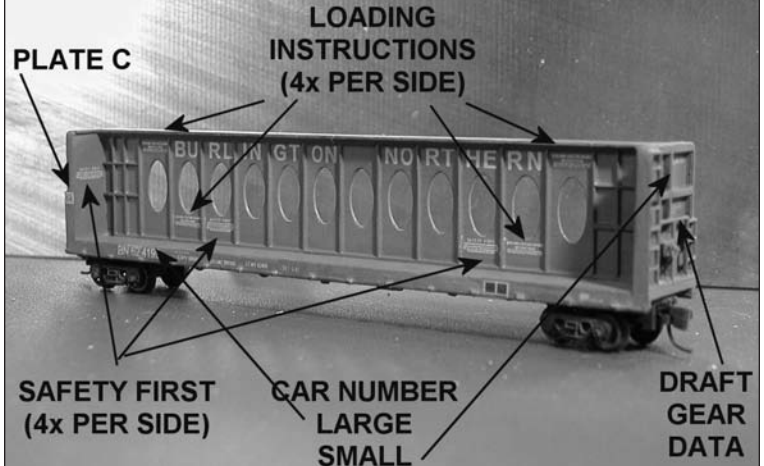 LOADING
INSTRUCTIONS
(4x PER SIDE)
PLATE C
BURLINGTON NORTHERN
SAFETY FIRST
(4x PER SIDE)
CAR NUMBER
LARGE
SMALL
DRAFT
GEAR
DATA